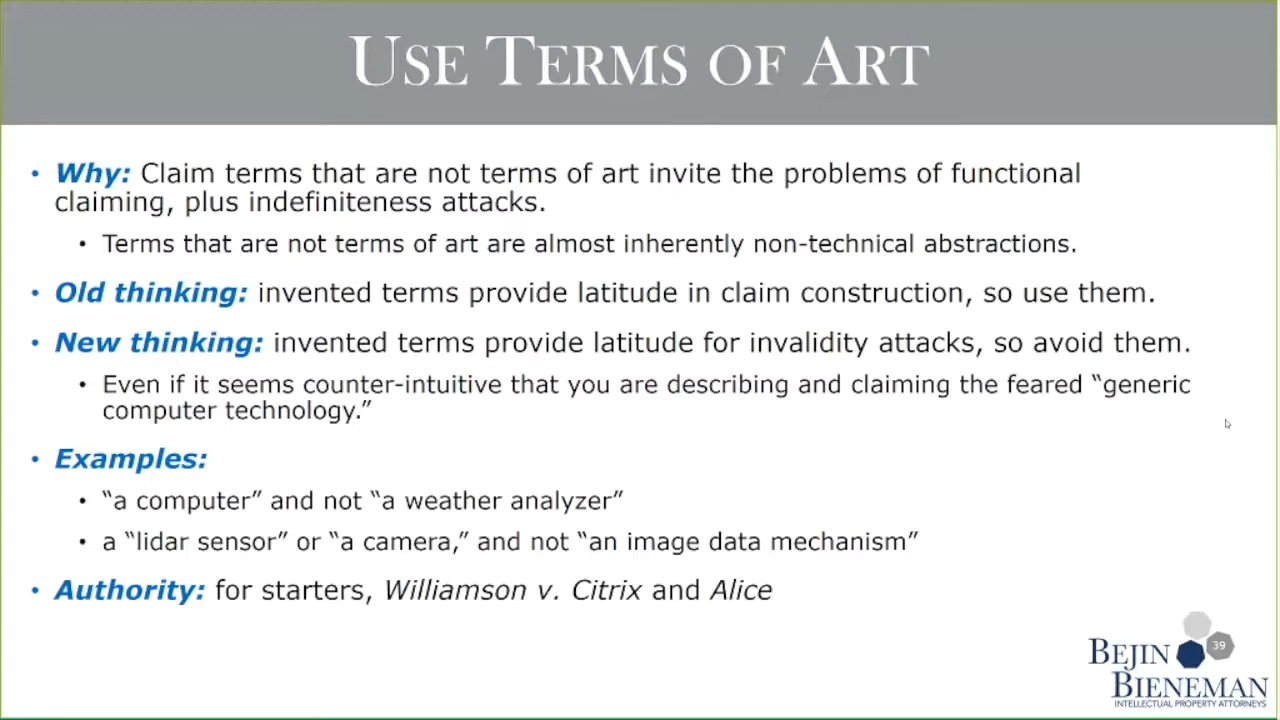 USE TERMS OF ART
• Why: Claim terms that are not terms of art invite the problems of functional
claiming, plus indefiniteness attacks.
• Terms that are not terms of art are almost inherently non-technical abstractions.
• Old thinking: invented terms provide latitude in claim construction, so use them.
• New thinking: invented terms provide latitude for invalidity attacks, so avoid them.
• Even if it seems counter-intuitive that you are describing and claiming the feared “generic
computer technology.”
• Examples:
• “a computer” and not “a weather analyzer”
• a “lidar sensor” or “a camera,” and not “an image data mechanism”
• Authority: for starters, Williamson v. Citrix and Alice
39
BEJIN
BIENEMAN
INTELLECTUAL PROPERTY ATTORNEYS